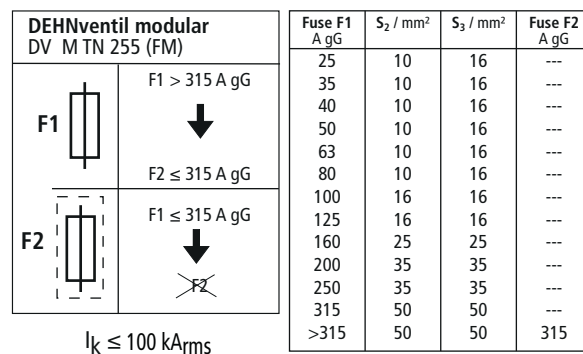 DEHNventil modular
DV M TN 255 (FM)
F1
F1 > 315 A gG
F2 ≤ 315 A gG
F2
F1 ≤ 315 A gG
F2
Ik ≤ 100 kArms
Fuse F1 A gG S2 / mm² S3 / mm² Fuse F2 A gG
25 10 16 ---
35 10 16 ---
40 10 16 ---
50 10 16 ---
63 10 16 ---
80 10 16 ---
100 16 16 ---
125 16 16 ---
160 25 25 ---
200 35 35 ---
250 35 35 ---
315 50 50 ---
>315 50 50 315